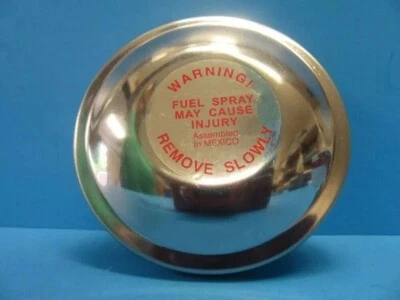 WARNING!
FUEL SPRAY
MAY CAUSE
INJURY
Assembled
in MEXICO
REMOVE SLOWLY